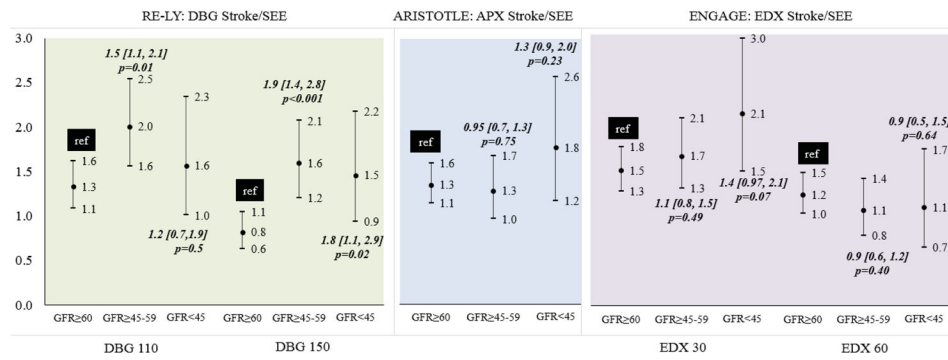 RE-LY: DBG Stroke/SEE
ARISTOTLE: APX Stroke/SEE
ENGAGE: EDX Stroke/SEE
3.0
2.5
2.0
1.5
1.0
0.5
0.0
ref
1.6
1.3
1.1
1.5 [1.1, 2.1]
p=0.01
2.5
2.0
1.6
2.3
1.6
1.0
1.2 [0.7,1.9]
p=0.5
ref
1.1
0.8
0.6
1.9 [1.4, 2.8]
p<0.001
2.1
1.6
1.2
2.2
1.5
0.9
1.8 [1.1, 2.9]
p=0.02
ref
1.6
1.3
1.1
0.95 [0.7, 1.3]
p=0.75
1.7
1.3
1.0
1.3 [0.9, 2.0]
p=0.23
2.6
1.8
1.2
ref
1.8
1.5
1.3
2.1
1.7
1.3
1.1 [0.8, 1.5]
p=0.49
3.0
2.1
1.5
1.4 [0.97, 2.1]
p=0.07
ref
1.5
1.2
1.0
1.4
1.1
0.8
0.9 [0.6, 1.2]
p=0.40
0.9 [0.5, 1.5]
p=0.64
1.7
1.1
0.7
GFR≥60 GFR≥45-59 GFR<45 GFR≥60 GFR≥45-59 GFR<45
GFR≥60 GFR≥45-59 GFR<45
GFR≥60 GFR≥45-59 GFR<45 GFR≥60 GFR≥45-59 GFR<45
DBG 110 DBG 150
EDX 30 EDX 60